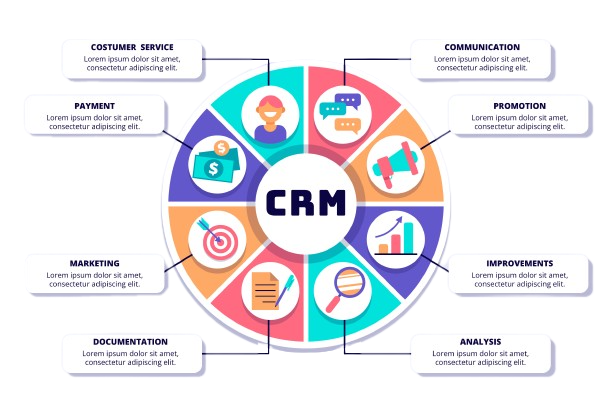 COSTUMER SERVICE
Lorem ipsum dolor sit amet,
consectetur adipiscing elit.
COMMUNICATION
Lorem ipsum dolor sit amet,
consectetur adipiscing elit.
PAYMENT
Lorem ipsum dolor sit amet,
consectetur adipiscing elit.
PROMOTION
Lorem ipsum dolor sit amet,
consectetur adipiscing elit.
$
$
CRM
MARKETING
Lorem ipsum dolor sit amet,
consectetur adipiscing elit.
IMPROVEMENTS
Lorem ipsum dolor sit amet,
consectetur adipiscing elit.
DOCUMENTATION
Lorem ipsum dolor sit amet,
consectetur adipiscing elit.
ANALYSIS
Lorem ipsum dolor sit amet,
consectetur adipiscing elit.